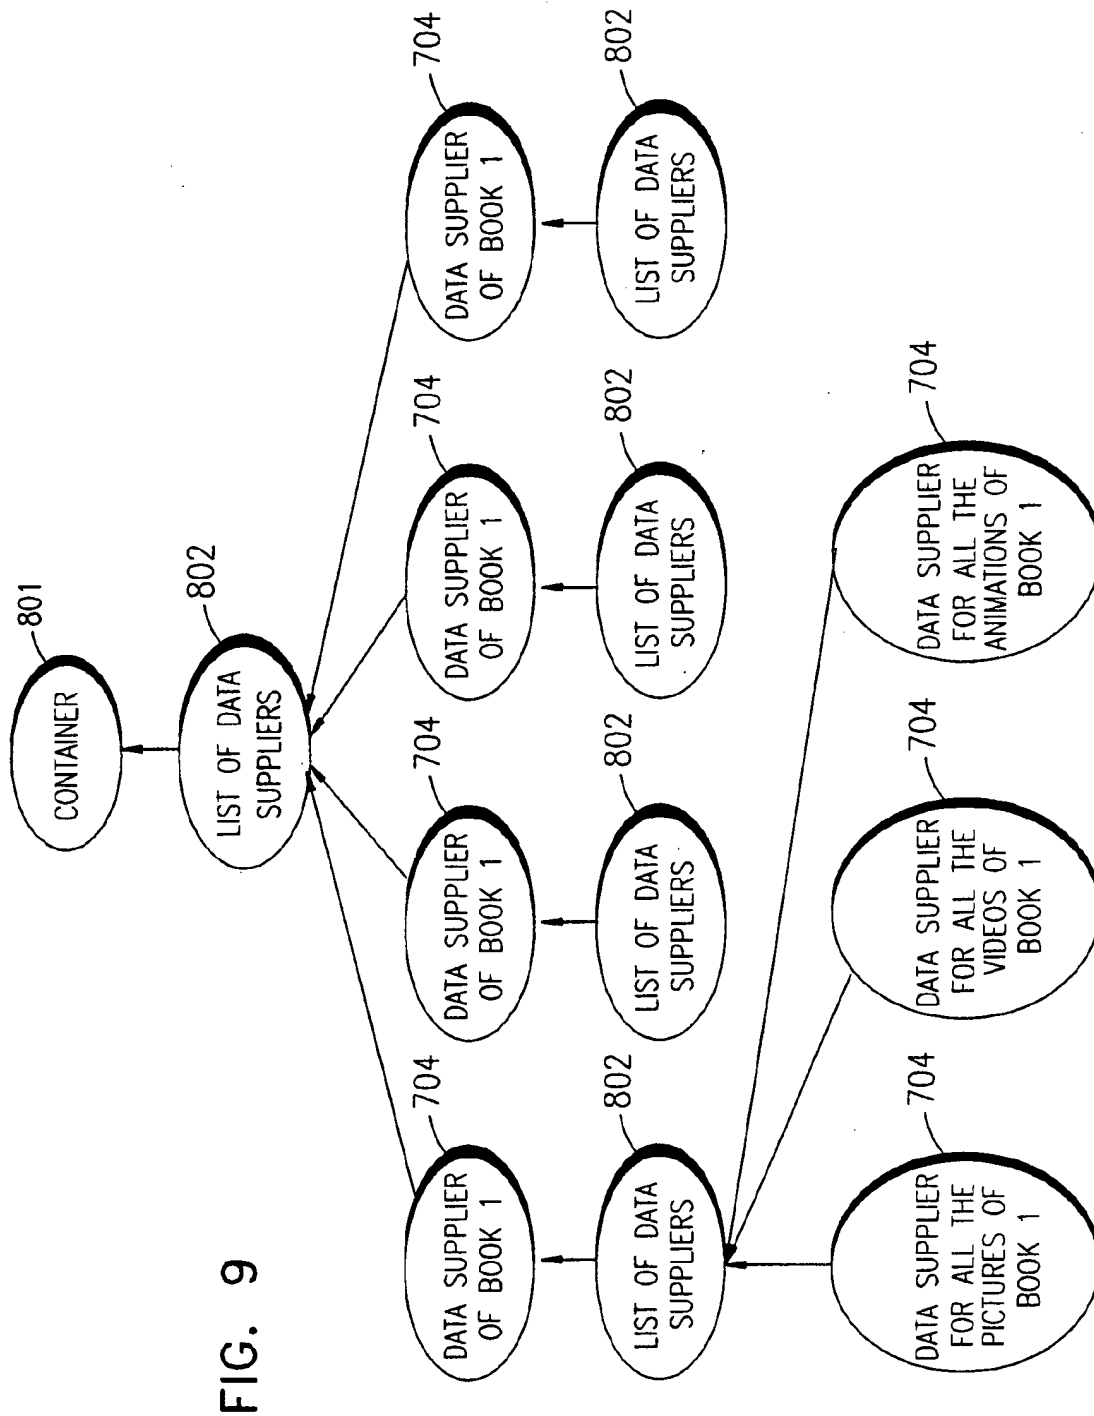 FIG. 9
801
CONTAINER
802
LIST OF DATA
SUPPLIERS
704
DATA SUPPLIER
OF BOOK 1
704
DATA SUPPLIER
OF BOOK 1
704
DATA SUPPLIER
OF BOOK 1
704
DATA SUPPLIER
OF BOOK 1
802
LIST OF DATA
SUPPLIERS
802
LIST OF DATA
SUPPLIERS
802
LIST OF DATA
SUPPLIERS
802
LIST OF DATA
SUPPLIERS
704
DATA SUPPLIER
FOR ALL THE
PICTURES OF
BOOK 1
704
DATA SUPPLIER
FOR ALL THE
VIDEOS OF
BOOK 1
704
DATA SUPPLIER
FOR ALL THE
ANIMATIONS OF
BOOK 1